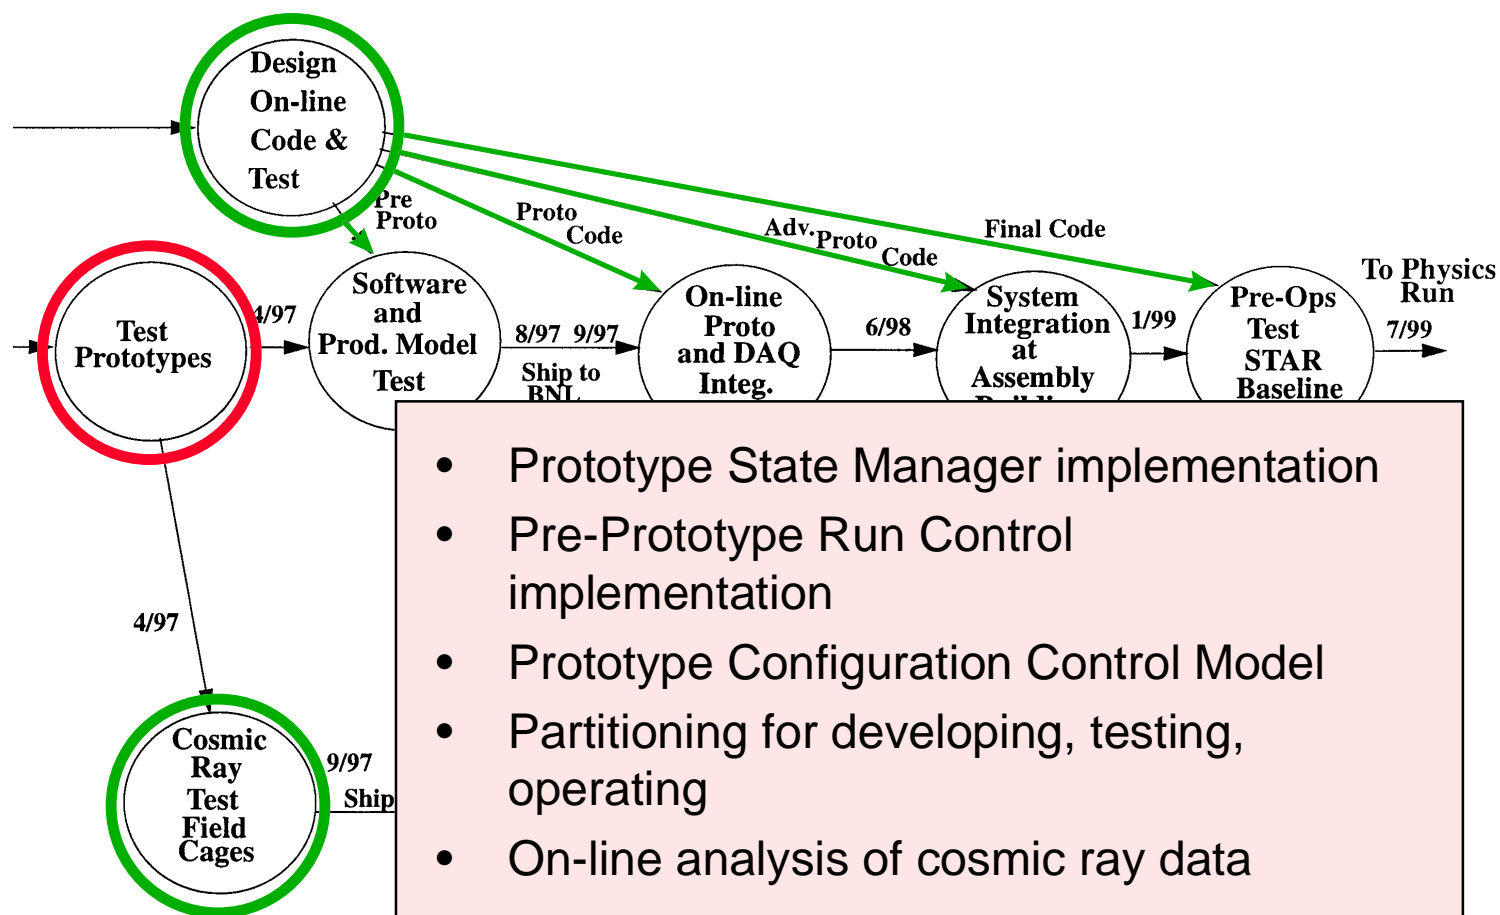 Design
On-line
Code &
Test
Pre
Proto
Proto
Code
Adv. Proto
Code
Final Code
To Physics
Run
7/99
Test
Prototypes
4/97
Software
and
Prod. Model
Test
8/97 9/97
Ship to
BNL
On-line
Proto
and DAQ
Integ.
6/98
System
Integration
at
Assembly
1/99
Pre-Ops
Test
STAR
Baseline
4/97
Cosmic
Ray
Test
Field
Cages
9/97
Ship
• Prototype State Manager implementation
• Pre-Prototype Run Control
implementation
• Prototype Configuration Control Model
• Partitioning for developing, testing,
operating
• On-line analysis of cosmic ray data